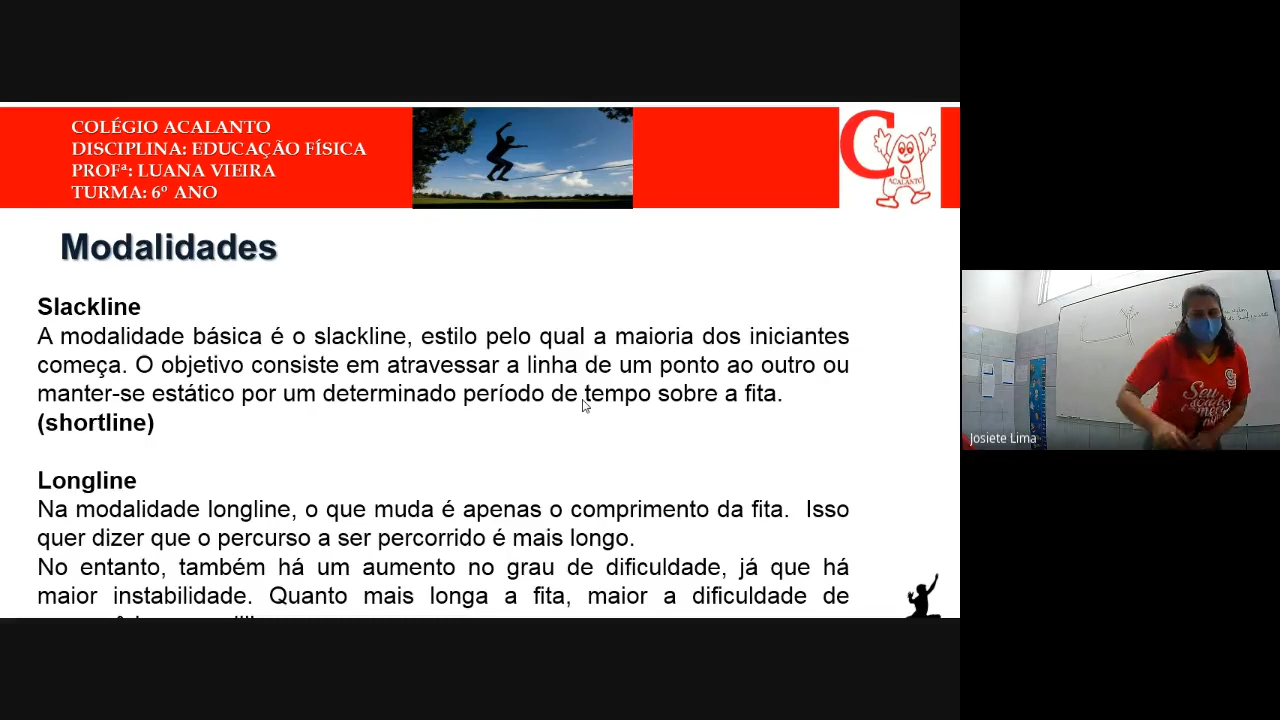 COLÉGIO ACALANTO
DISCIPLINA: EDUCAÇÃO FÍSICA
PROFª: LUANA VIEIRA
TURMA: 6º ANO
C
ACALANTO
Modalidades
Slackline
A modalidade básica é o slackline, estilo pelo qual a maioria dos iniciantes
começa. O objetivo consiste em atravessar a linha de um ponto ao outro ou
manter-se estático por um determinado período de tempo sobre a fita.
(shortline)
Longline
Na modalidade longline, o que muda é apenas o comprimento da fita.  Isso
quer dizer que o percurso a ser percorrido é mais longo.
No entanto, também há um aumento no grau de dificuldade, já que há
maior instabilidade. Quanto mais longa a fita, maior a dificuldade de
Seu
Josiete Lima